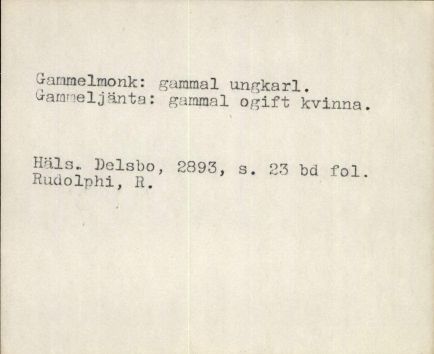 Gammelmonk: gammal ungkarl.
Gammeljänta: gammal ogift kvinna.
Häls. Delsbo, 2893, s. 23 bd fol.
Rudolphi, R.